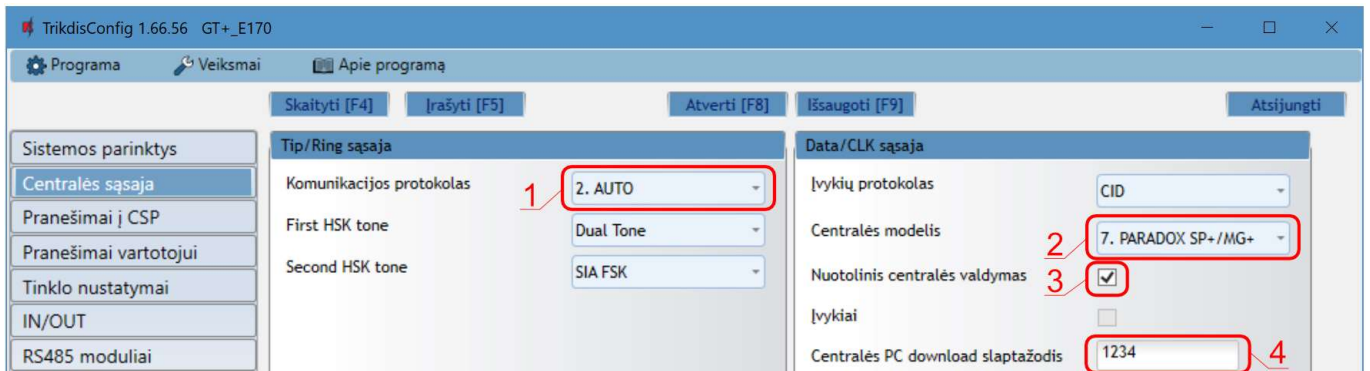 TrikdisConfig 1.66.56 GT+_E170
Programa Veiksmai Apie programą
Skaityti [F4] Įrašyti [F5] Atverti [F8] Išsaugoti [F9] Atsijungti
Sistemos parinktys
Centralės sąsaja
Pranešimai į CSP
Pranešimai vartotojui
Tinklo nustatymai
IN/OUT
RS485 moduliai
Tip/Ring sąsaja
Komunikacijos protokolas 1 2. AUTO
First HSK tone Dual Tone
Second HSK tone SIA FSK
Data/CLK sąsaja
Įvykių protokolas CID
Centralės modelis 2 7. PARADOX SP+/MG+
Nuotolinis centralės valdymas 3
Įvykiai
Centralės PC download slaptažodis 1234 4